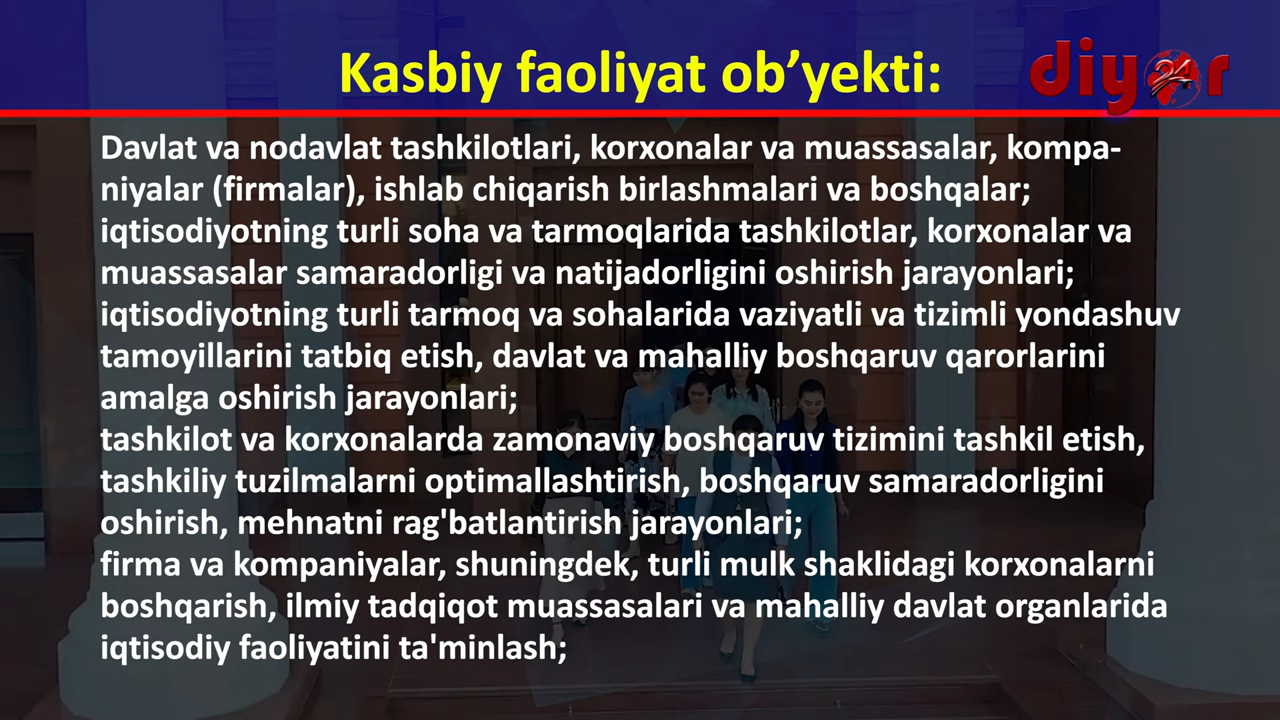 Kasbiy faoliyat ob’yekti:
diyor
24
Davlat va nodavlat tashkilotlari, korxonalar va muassasalar, kompa-
niyalar (firmalar), ishlab chiqarish birlashmalari va boshqalar;
iqtisodiyotning turli soha va tarmoqlarida tashkilotlar, korxonalar va
muassasalar samaradorligi va natijadorligini oshirish jarayonlari;
iqtisodiyotning turli tarmoq va sohalarida vaziyatli va tizimli yondashuv
tamoyillarini tatbiq etish, davlat va mahalliy boshqaruv qarorlarini
amalga oshirish jarayonlari;
tashkilot va korxonalarda zamonaviy boshqaruv tizimini tashkil etish,
tashkiliy tuzilmalarni optimallashtirish, boshqaruv samaradorligini
oshirish, mehnatni rag'batlantirish jarayonlari;
firma va kompaniyalar, shuningdek, turli mulk shaklidagi korxonalarni
boshqarish, ilmiy tadqiqot muassasalari va mahalliy davlat organlarida
iqtisodiy faoliyatini ta'minlash;